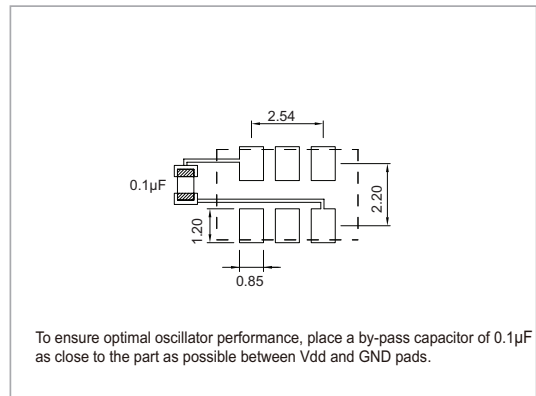 2.54
0.1µF
2.20
1.20
0.85
To ensure optimal oscillator performance, place a by-pass capacitor of 0.1µF
as close to the part as possible between Vdd and GND pads.